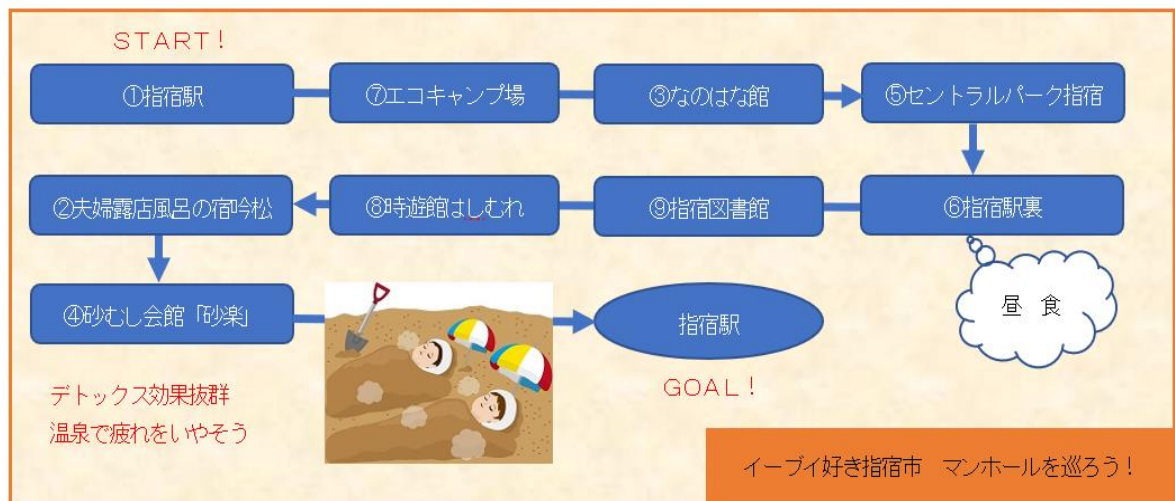 START!
①指宿駅
⑦エコキャンプ場
③なのはな館
⑤セントラルパーク指宿
②夫婦露店風呂の宿吟松
⑧時遊館はしむれ
⑨指宿図書館
⑥指宿駅裏
昼 食
④砂むし会館「砂楽」
指宿駅
GOAL!
デトックス効果抜群
温泉で疲れをいやそう
イーブイ好き指宿市 マンホールを巡ろう!